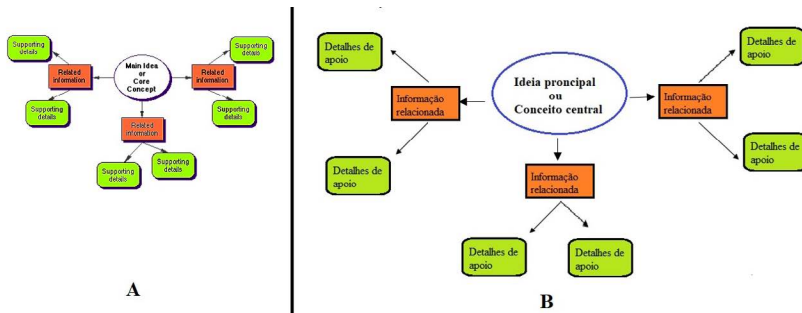 Supporting
details
Related
information
Supporting
details
Main Idea
or
Core
Concept
Supporting
details
Related
information
Supporting
details
Related
information
Supporting
details
Supporting
details
A
Detalhes de
apoio
Informação
relacionada
Detalhes de
apoio
Ideia proncipal
ou
Conceito central
Detalhes de
apoio
Informação
relacionada
Detalhes de
apoio
Informação
relacionada
Detalhes de
apoio
Detalhes de
apoio
B